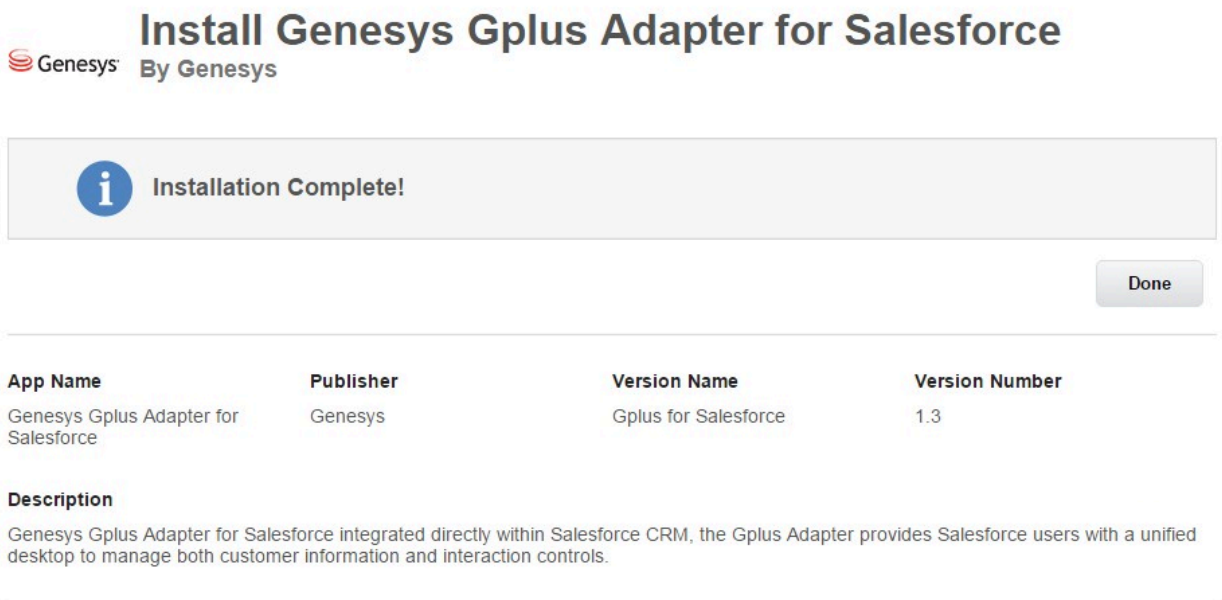 Install Genesys Gplus Adapter for Salesforce
Genesys
By Genesys
i
Installation Complete!
Done
App Name
Publisher
Version Name
Version Number
Genesys Gplus Adapter for
Salesforce
Genesys
Gplus for Salesforce
1.3
Description
Genesys Gplus Adapter for Salesforce integrated directly within Salesforce CRM, the Gplus Adapter provides Salesforce users with a unified
desktop to manage both customer information and interaction controls.